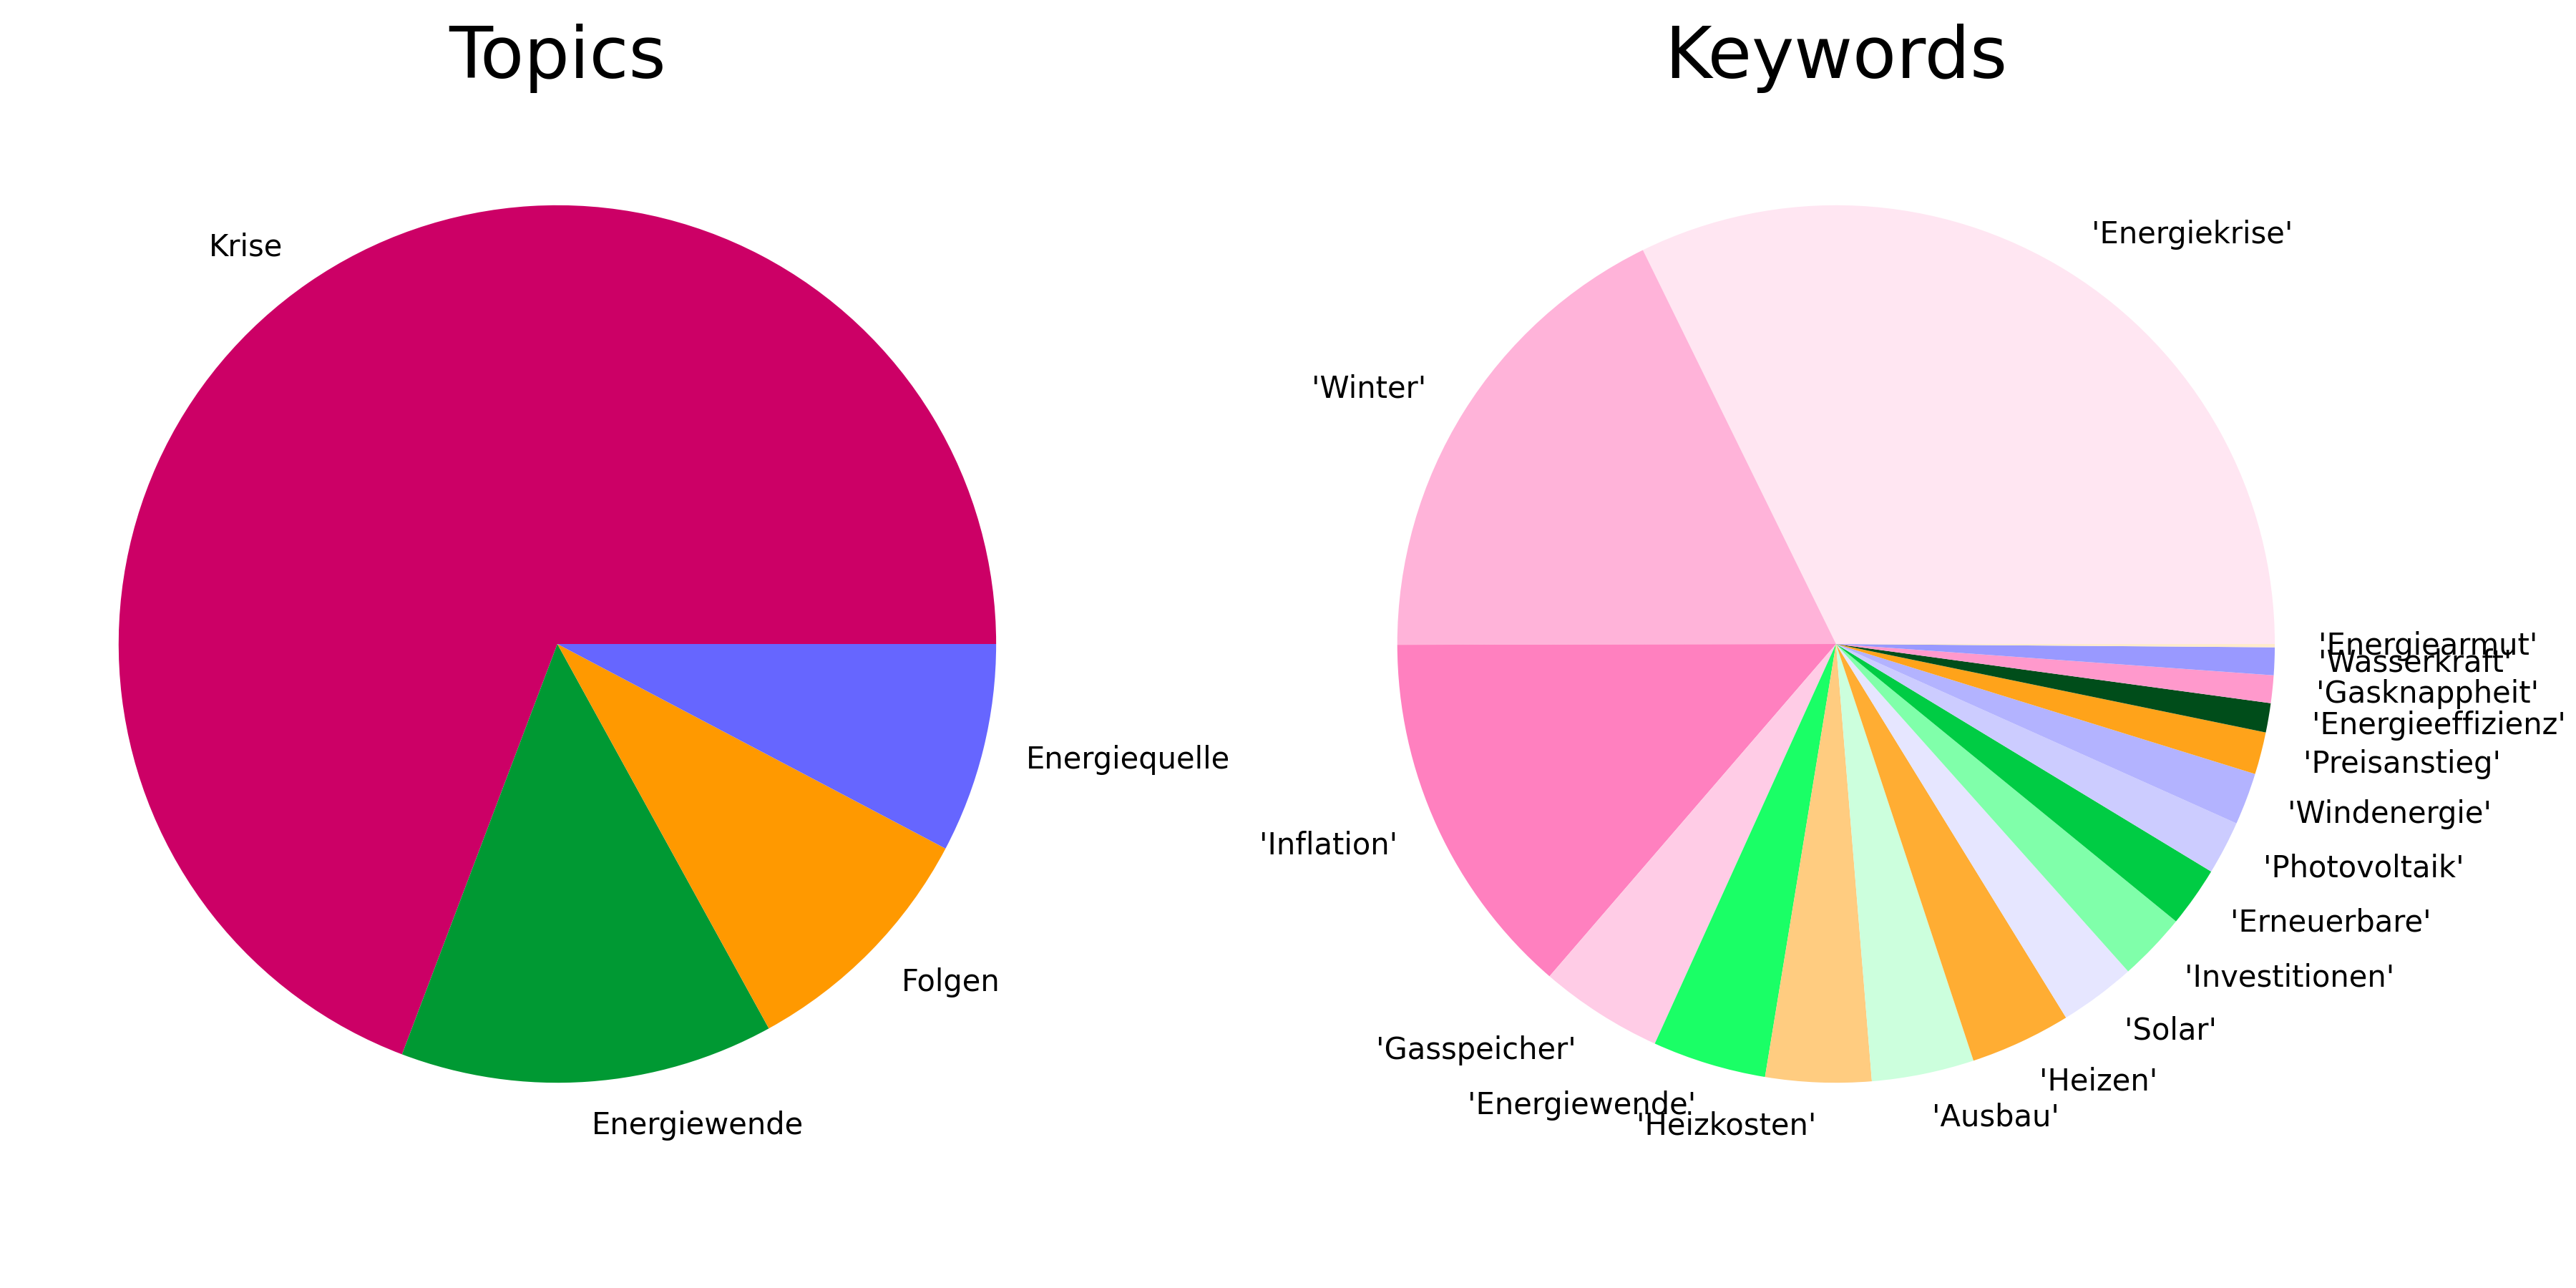 Topics
Krise
Energiequelle
Folgen
Energiewende
Keywords
'Energiekrise'
'Winter'
'Inflation'
'Gasspeicher'
'Energiewende'
'Heizkosten'
'Ausbau'
'Heizen'
'Solar'
'Investitionen'
'Erneuerbare'
'Photovoltaik'
'Windenergie'
'Preisanstieg'
'Energieeffizienz'
'Gasknappheit'
'Wasserkraft'
'Energiearmut'